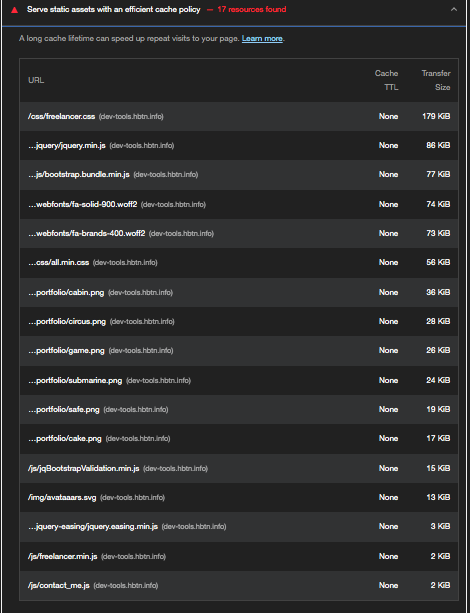 Serve static assets with an efficient cache policy — 17 resources found
A long cache lifetime can speed up repeat visits to your page. Learn more.
URL Cache TTL Transfer Size
/css/freelancer.css (dev-tools.hbtn.info) None 179 KiB
…jquery/jquery.min.js (dev-tools.hbtn.info) None 86 KiB
…js/bootstrap.bundle.min.js (dev-tools.hbtn.info) None 77 KiB
…webfonts/fa-solid-900.woff2 (dev-tools.hbtn.info) None 74 KiB
…webfonts/fa-brands-400.woff2 (dev-tools.hbtn.info) None 73 KiB
…css/all.min.css (dev-tools.hbtn.info) None 56 KiB
…portfolio/cabin.png (dev-tools.hbtn.info) None 36 KiB
…portfolio/circus.png (dev-tools.hbtn.info) None 28 KiB
…portfolio/game.png (dev-tools.hbtn.info) None 26 KiB
…portfolio/submarine.png (dev-tools.hbtn.info) None 24 KiB
…portfolio/safe.png (dev-tools.hbtn.info) None 19 KiB
…portfolio/cake.png (dev-tools.hbtn.info) None 17 KiB
/js/jqBootstrapValidation.min.js (dev-tools.hbtn.info) None 15 KiB
/img/avataaars.svg (dev-tools.hbtn.info) None 13 KiB
…jquery-easing/jquery.easing.min.js (dev-tools.hbtn.info) None 3 KiB
/js/freelancer.min.js (dev-tools.hbtn.info) None 2 KiB
/js/contact_me.js (dev-tools.hbtn.info) None 2 KiB